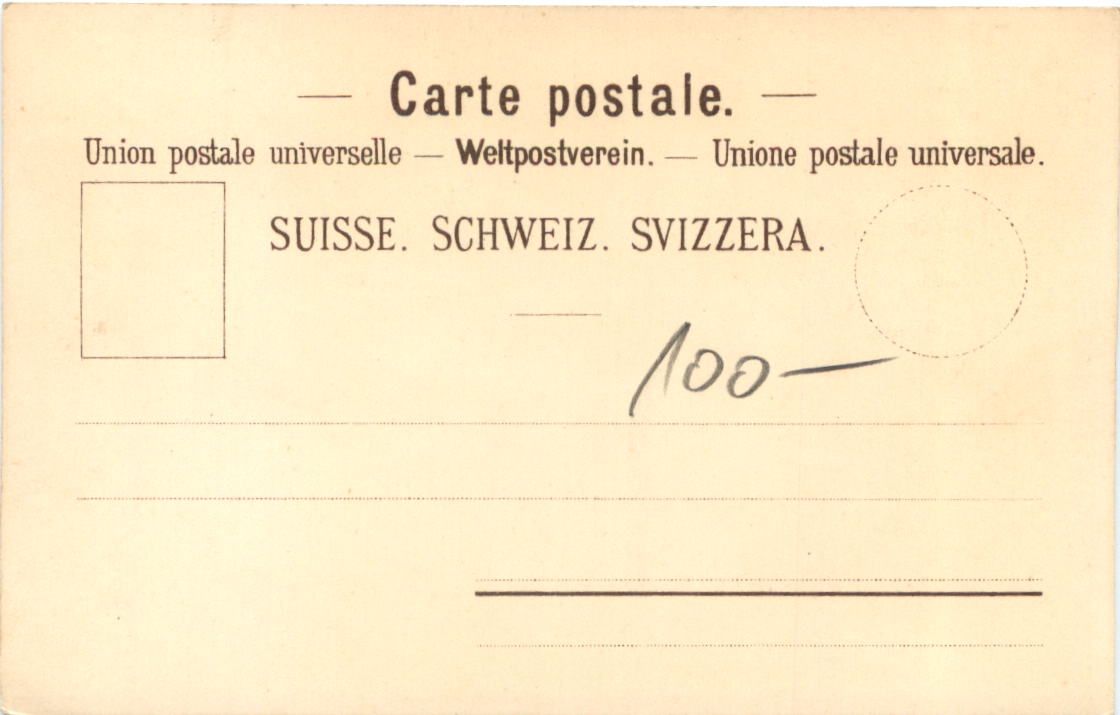 — Carte postale. —
Union postale universelle — Weltpostverein. — Unione postale universale.
SUISSE. SCHWEIZ. SVIZZERA.
100—